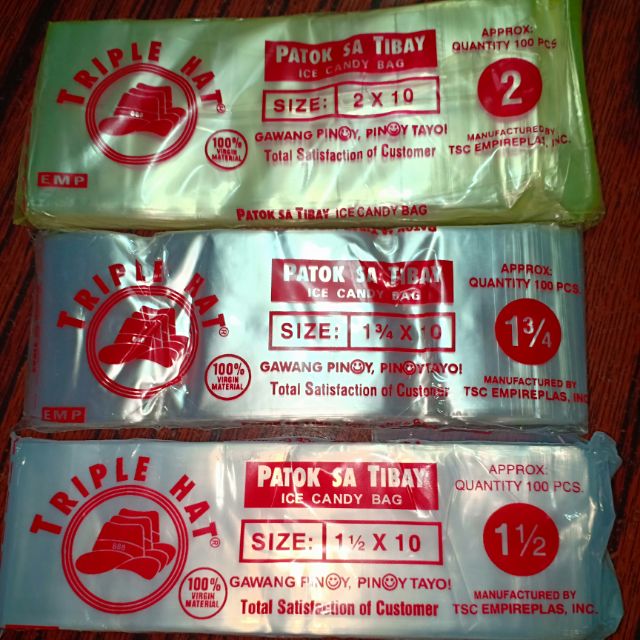 TRIPLE HAT®
888
EMP
100%
VIRGIN
MATERIAL
PATOK SA TIBAY
ICE CANDY BAG
SIZE: 2 X 10
GAWANG PINOY, PINOY TAYO!
Total Satisfaction of Customer
APPROX:
QUANTITY 100 PCS
2
MANUFACTURED BY
TSC EMPIREPLAS, INC.
PATOK SA TIBAY ICE CANDY BAG
TRIPLE HAT®
888
EMP
100%
VIRGIN
MATERIAL
PATOK SA TIBAY
ICE CANDY BAG
SIZE: 1¾ X 10
GAWANG PINOY, PINOY TAYO!
Total Satisfaction of Customer
APPROX:
QUANTITY 100 PCS.
1¾
MANUFACTURED BY
TSC EMPIREPLAS, INC
TRIPLE HAT®
888
100%
VIRGIN
MATERIAL
PATOK SA TIBAY
ICE CANDY BAG
SIZE: 1½ X 10
GAWANG PINOY, PINOY TAYO!
Total Satisfaction of Customer
APPROX:
QUANTITY 100 PCS.
1½
MANUFACTURED BY
TSC EMPIREPLAS, INC.